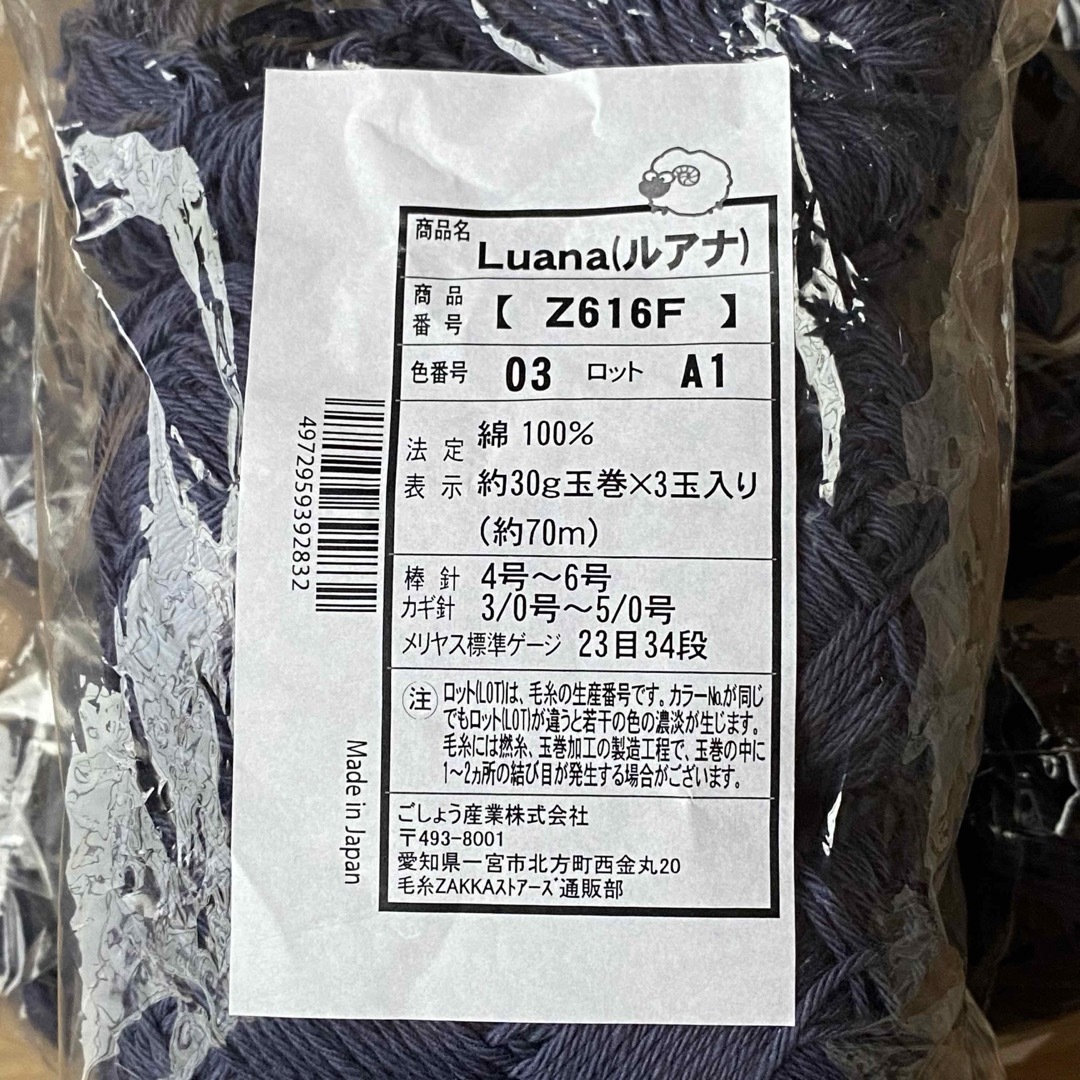 商品名 Luana(ルアナ)
商品番号 【 Z616F 】
色番号 03 ロット A1
法定表示 綿 100%
約30g玉巻×3玉入り
(約70m)
棒針 4号～6号
カギ針 3/0号～5/0号
メリヤス標準ゲージ 23目34段
注 ロット(LOT)は、毛糸の生産番号です。カラーNo.が同じ
でもロット(LOT)が違うと若干の色の濃淡が生じます。
毛糸には撚糸、玉巻加工の製造工程で、玉巻の中に
1～2ヵ所の結び目が発生する場合がございます。
ごしょう産業株式会社
〒493-8001
愛知県一宮市北方町西金丸20
毛糸ZAKKAストアーズ通販部
4972959392832
Made in Japan